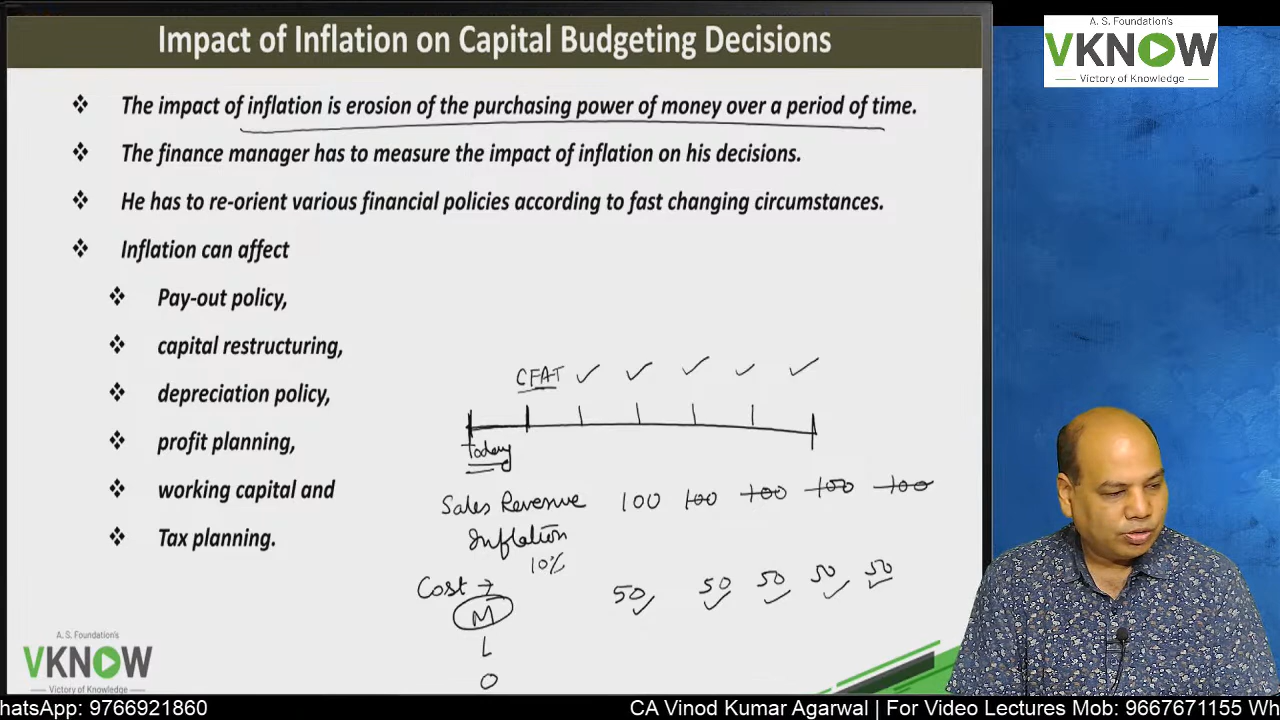 Impact of Inflation on Capital Budgeting Decisions
A. S. Foundation's
VKNOW
Victory of Knowledge
The impact of inflation is erosion of the purchasing power of money over a period of time.
The finance manager has to measure the impact of inflation on his decisions.
He has to re-orient various financial policies according to fast changing circumstances.
Inflation can affect
Pay-out policy,
capital restructuring,
depreciation policy,
profit planning,
working capital and
Tax planning.
CFAT
Today
Sales Revenue 100 100 100 100 100
Inflation
10%
Cost → 50 50 50 50 50
M
L
O
A. S. Foundation's
VKNOW
Victory of Knowledge
hatsApp: 9766921860 CA Vinod Kumar Agarwal | For Video Lectures Mob: 9667671155 Wh